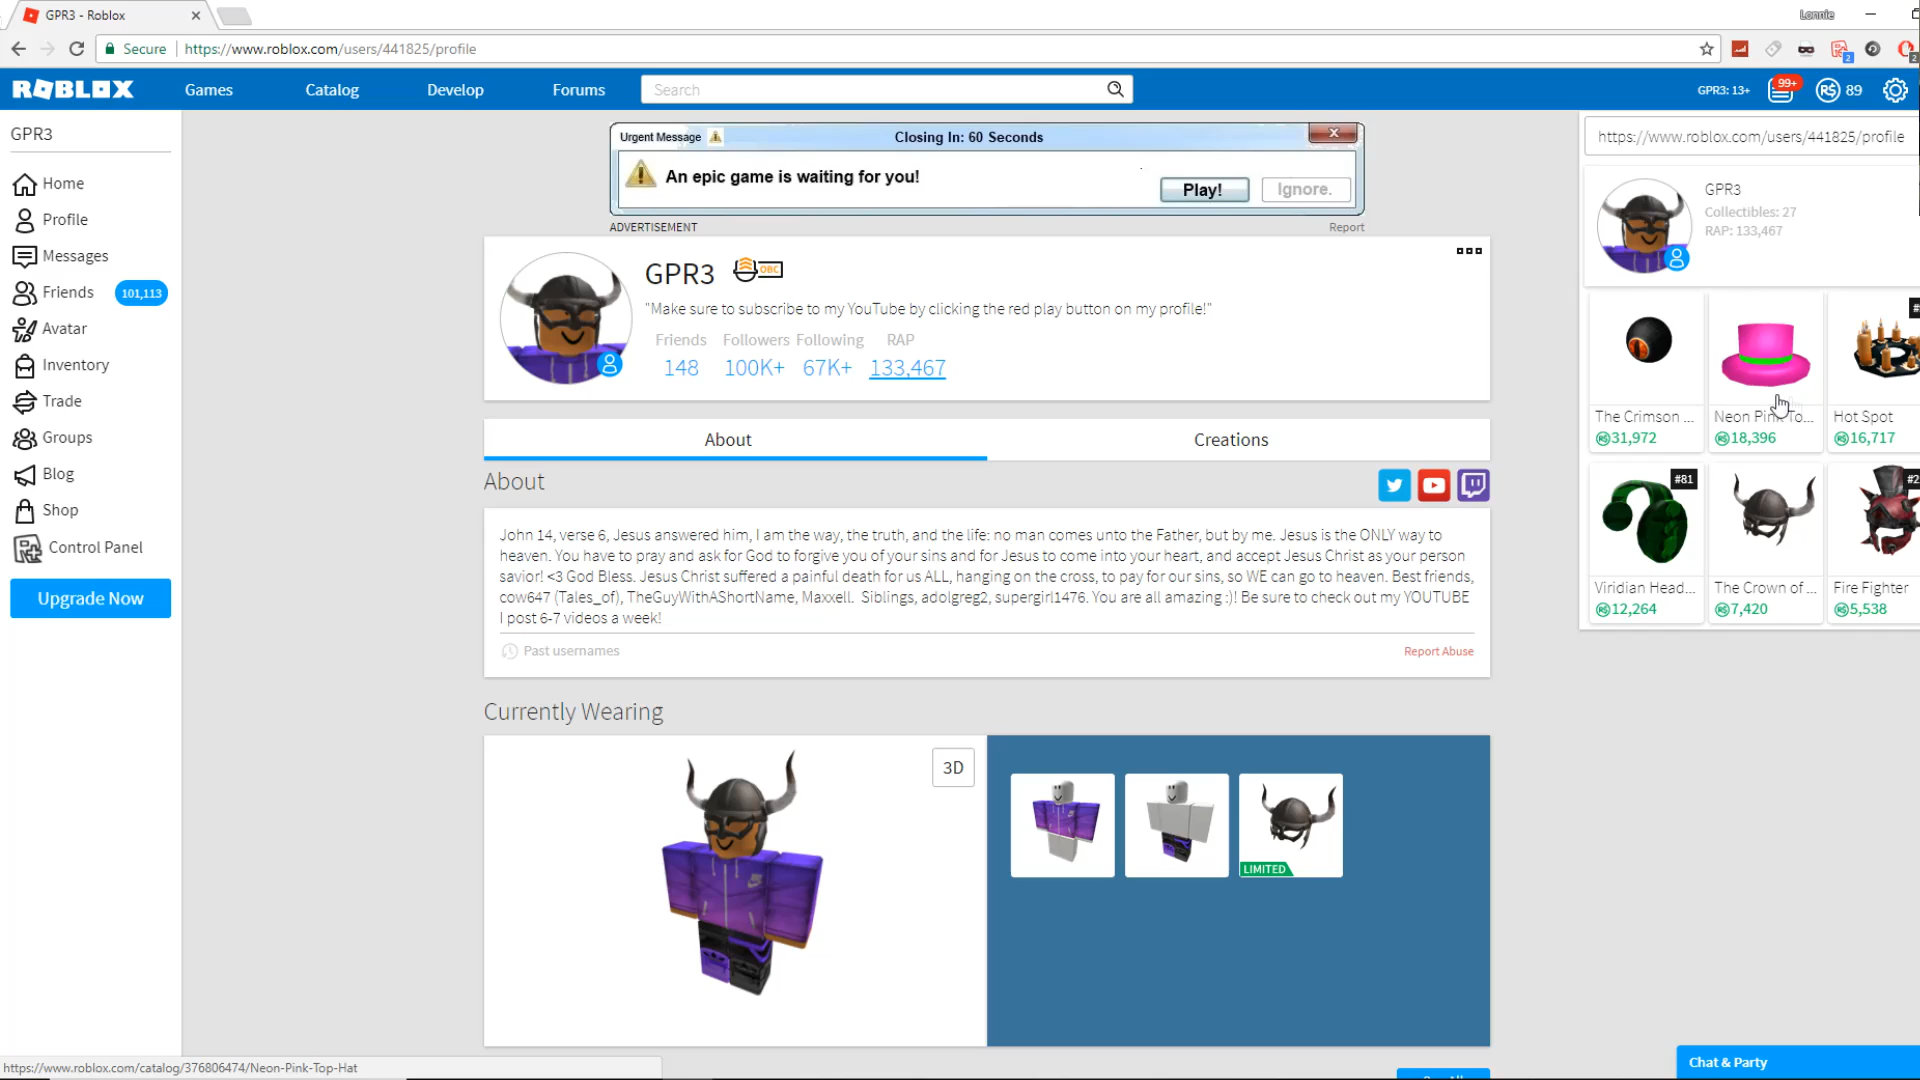 GPR3 - Roblox
Lonnie
Secure
https://www.roblox.com/users/441825/profile
2
2
ROBLOX
Games
Catalog
Develop
Forums
Search
GPR3: 13+
99+
R$ 89
GPR3
Home
Profile
Messages
Friends 101,113
Avatar
Inventory
Trade
Groups
Blog
Shop
Control Panel
Upgrade Now
Urgent Message
Closing In: 60 Seconds
An epic game is waiting for you!
Play!
Ignore.
ADVERTISEMENT
Report
GPR3
OBC
"Make sure to subscribe to my YouTube by clicking the red play button on my profile!"
Friends Followers Following RAP
148 100K+ 67K+ 133,467
About
Creations
About
John 14, verse 6, Jesus answered him, I am the way, the truth, and the life: no man comes unto the Father, but by me. Jesus is the ONLY way to
heaven. You have to pray and ask for God to forgive you of your sins and for Jesus to come into your heart, and accept Jesus Christ as your person
savior! <3 God Bless. Jesus Christ suffered a painful death for us ALL, hanging on the cross, to pay for our sins, so WE can go to heaven. Best friends,
cow647 (Tales_of), TheGuyWithAShortName, Maxxell. Siblings, adolgreg2, supergirl1476. You are all amazing :)! Be sure to check out my YOUTUBE
I post 6-7 videos a week!
Past usernames
Report Abuse
Currently Wearing
3D
LIMITED
https://www.roblox.com/users/441825/profile
GPR3
Collectibles: 27
RAP: 133,467
The Crimson ...
R$31,972
Neon Pink To...
R$18,396
Hot Spot
R$16,717
#81
Viridian Head...
R$12,264
The Crown of ...
R$7,420
#2
Fire Fighter
R$5,538
https://www.roblox.com/catalog/376806474/Neon-Pink-Top-Hat
Chat & Party